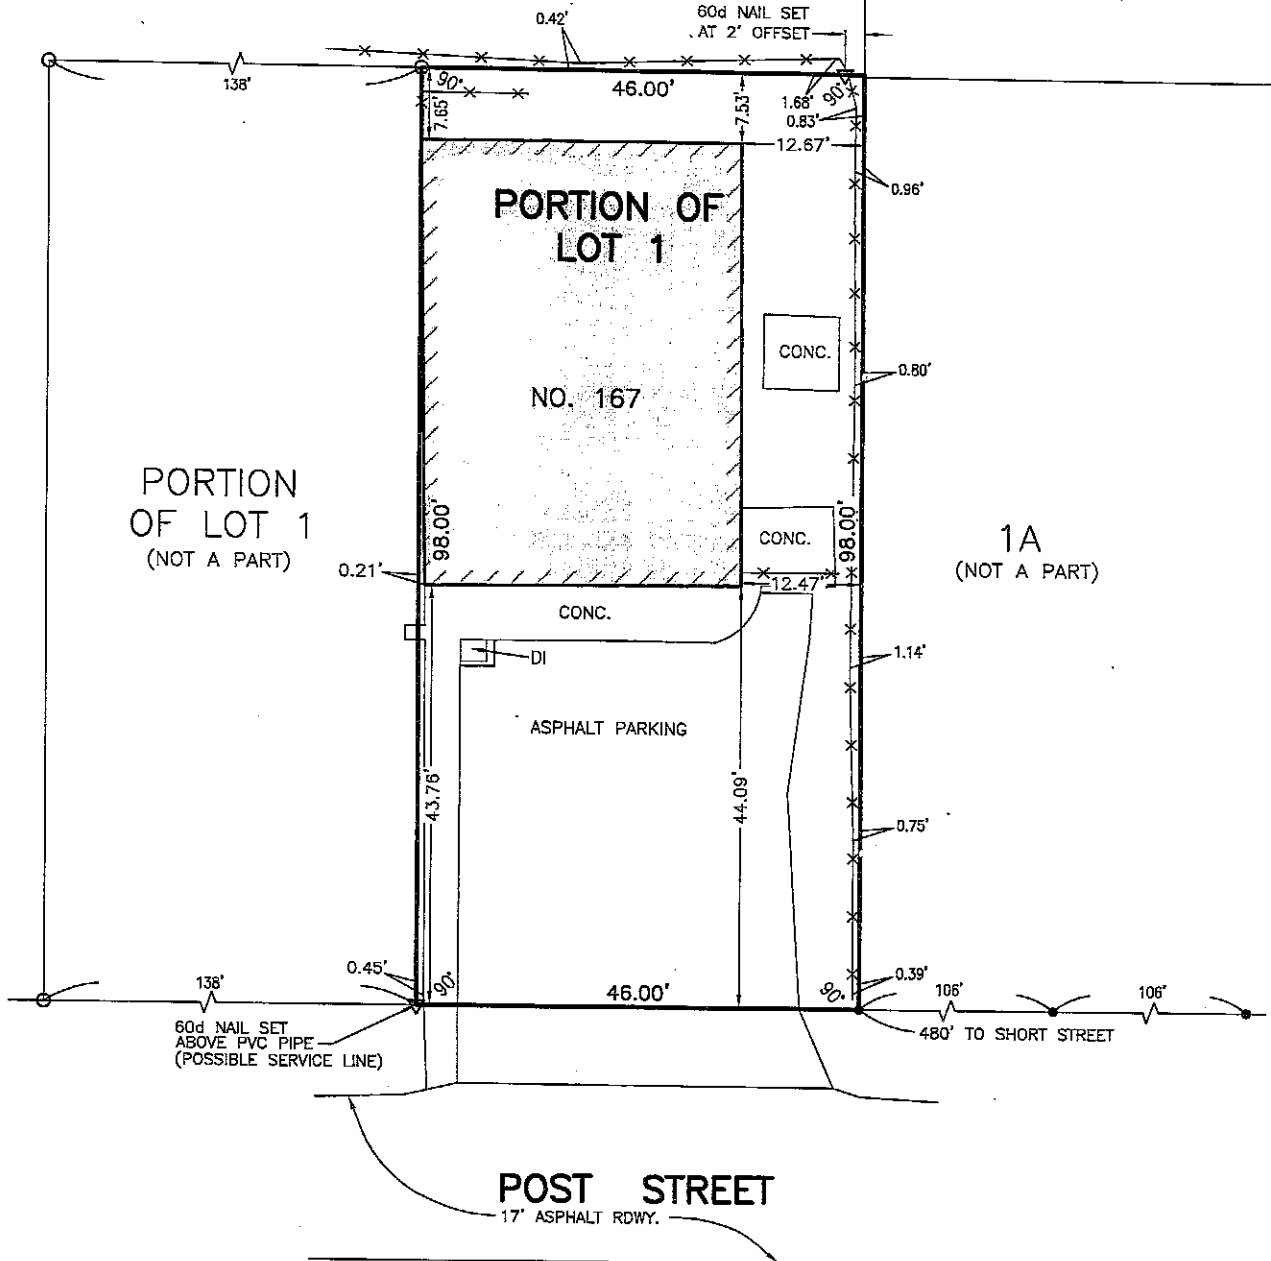 60d NAIL SET
AT 2' OFFSET
0.42'
138'
90°
46.00'
7.65'
7.53'
1.68'
90°
0.83'
12.67'
0.96'
PORTION OF
LOT 1
CONC.
0.80'
NO. 167
PORTION
OF LOT 1
(NOT A PART)
98.00'
98.00'
CONC.
1A
(NOT A PART)
0.21'
12.47'
CONC.
DI
1.14'
ASPHALT PARKING
43.76'
44.09'
0.75'
0.45'
90°
46.00'
90°
0.39'
138'
106'
106'
60d NAIL SET
ABOVE PVC PIPE
(POSSIBLE SERVICE LINE)
480' TO SHORT STREET
POST STREET
17' ASPHALT RDWY.